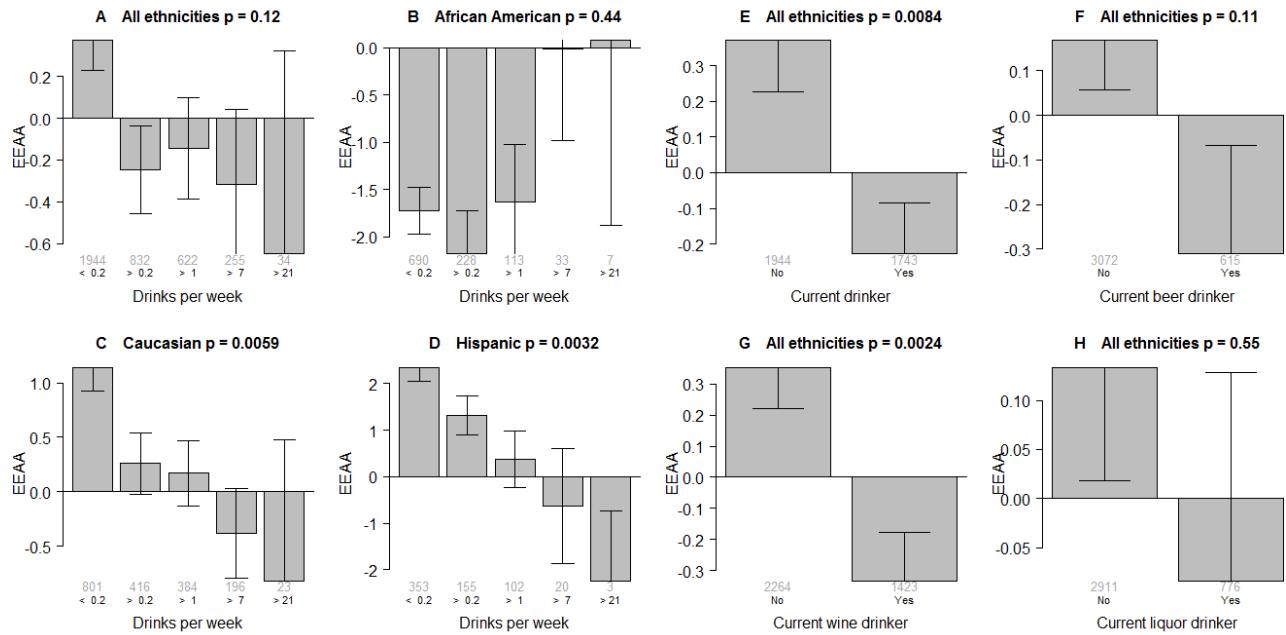 A All ethnicities p = 0.12
EEAA
0.2
0.0
-0.2
-0.4
-0.6
1944 832 622 255 34
< 0.2 > 0.2 > 1 > 7 > 21
Drinks per week
B African American p = 0.44
EEAA
0.0
-0.5
-1.0
-1.5
-2.0
690 228 113 33 7
< 0.2 > 0.2 > 1 > 7 > 21
Drinks per week
E All ethnicities p = 0.0084
EEAA
0.3
0.2
0.1
0.0
-0.1
-0.2
1944 1743
No Yes
Current drinker
F All ethnicities p = 0.11
EEAA
0.1
0.0
-0.1
-0.2
-0.3
3072 615
No Yes
Current beer drinker
C Caucasian p = 0.0059
EEAA
1.0
0.5
0.0
-0.5
801 416 384 196 23
< 0.2 > 0.2 > 1 > 7 > 21
Drinks per week
D Hispanic p = 0.0032
EEAA
2
1
0
-1
-2
353 155 102 20 3
< 0.2 > 0.2 > 1 > 7 > 21
Drinks per week
G All ethnicities p = 0.0024
EEAA
0.3
0.2
0.1
0.0
-0.1
-0.2
-0.3
2264 1423
No Yes
Current wine drinker
H All ethnicities p = 0.55
EEAA
0.10
0.05
0.00
-0.05
2911 776
No Yes
Current liquor drinker